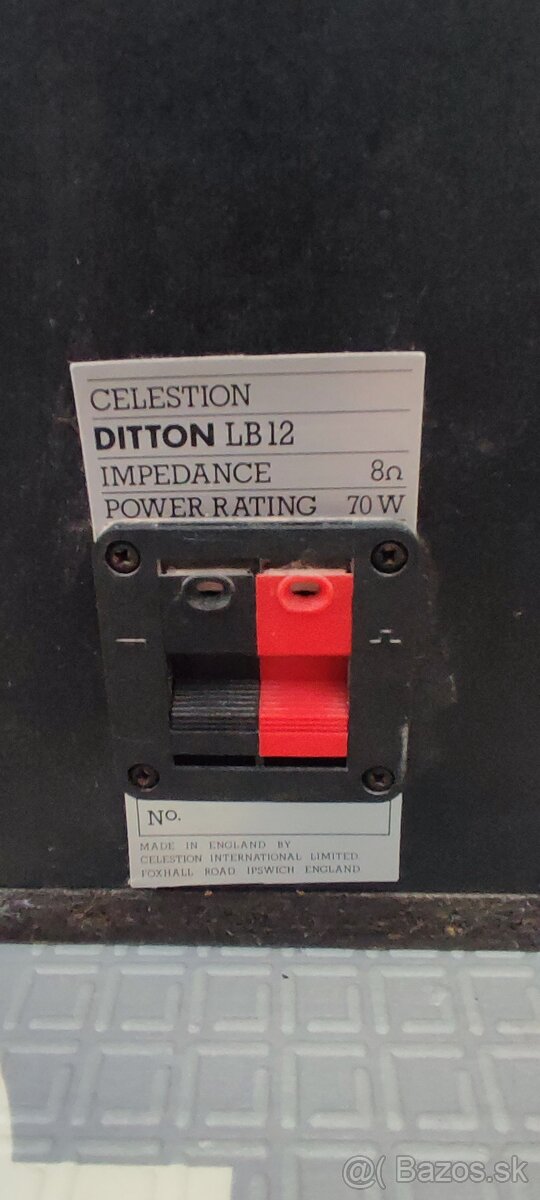 CELESTION
DITTON LB12
IMPEDANCE 8Ω
POWER RATING 70 W
No.
MADE IN ENGLAND BY
CELESTION INTERNATIONAL LIMITED.
FOXHALL ROAD IPSWICH ENGLAND
@ Bazos.sk